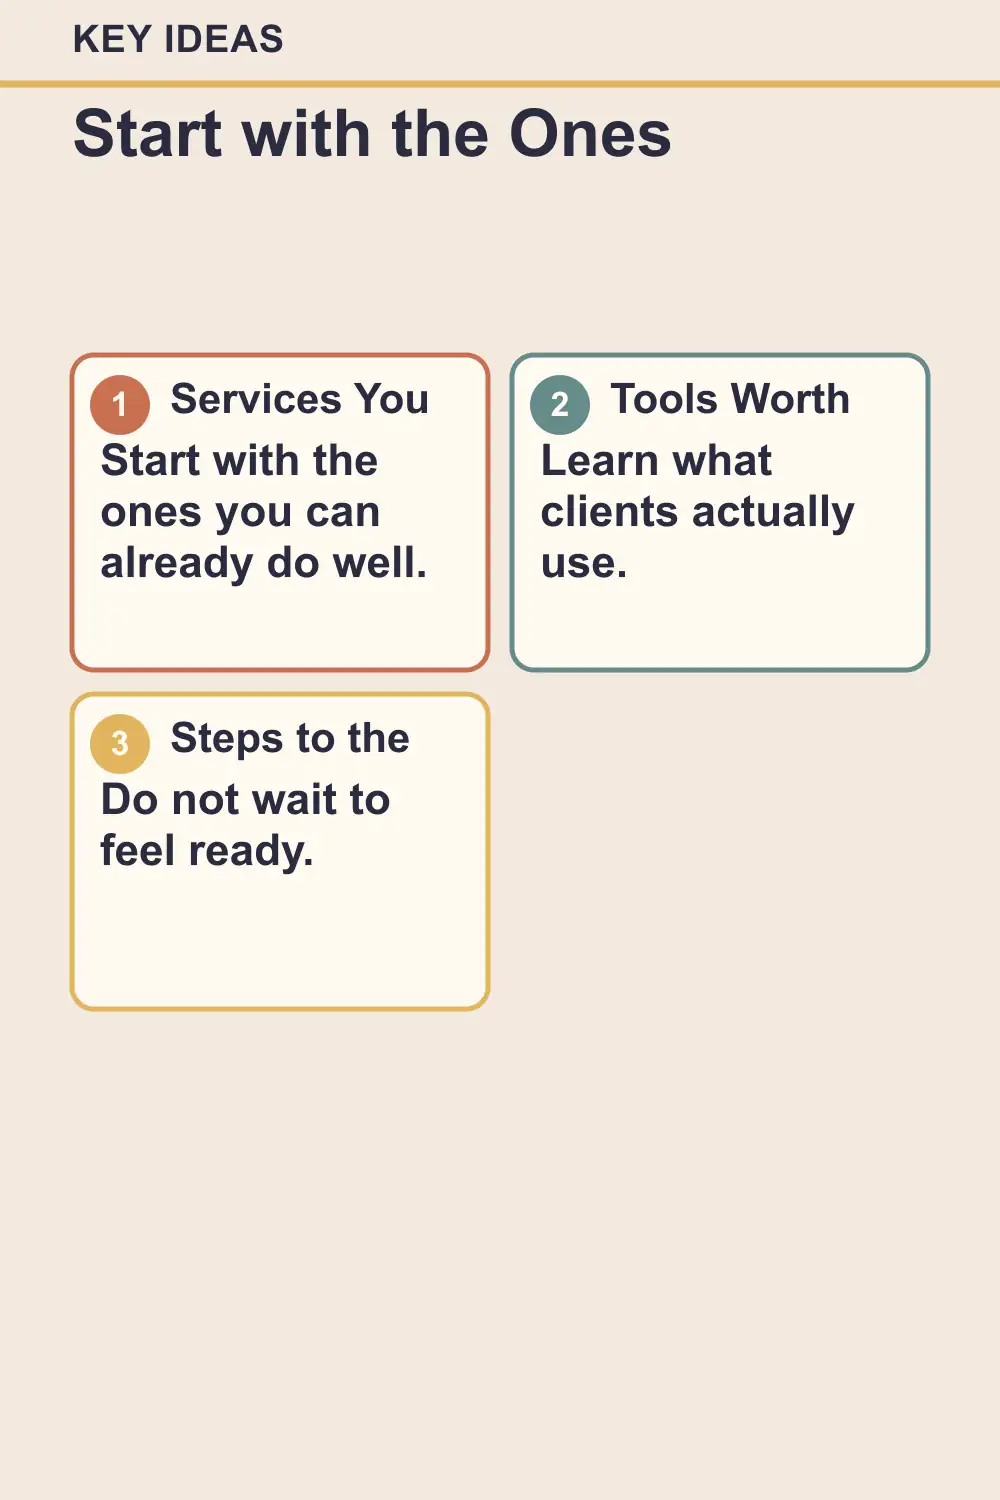 KEY IDEAS
Start with the Ones
1 Services You
Start with the
ones you can
already do well.
2 Tools Worth
Learn what
clients actually
use.
3 Steps to the
Do not wait to
feel ready.